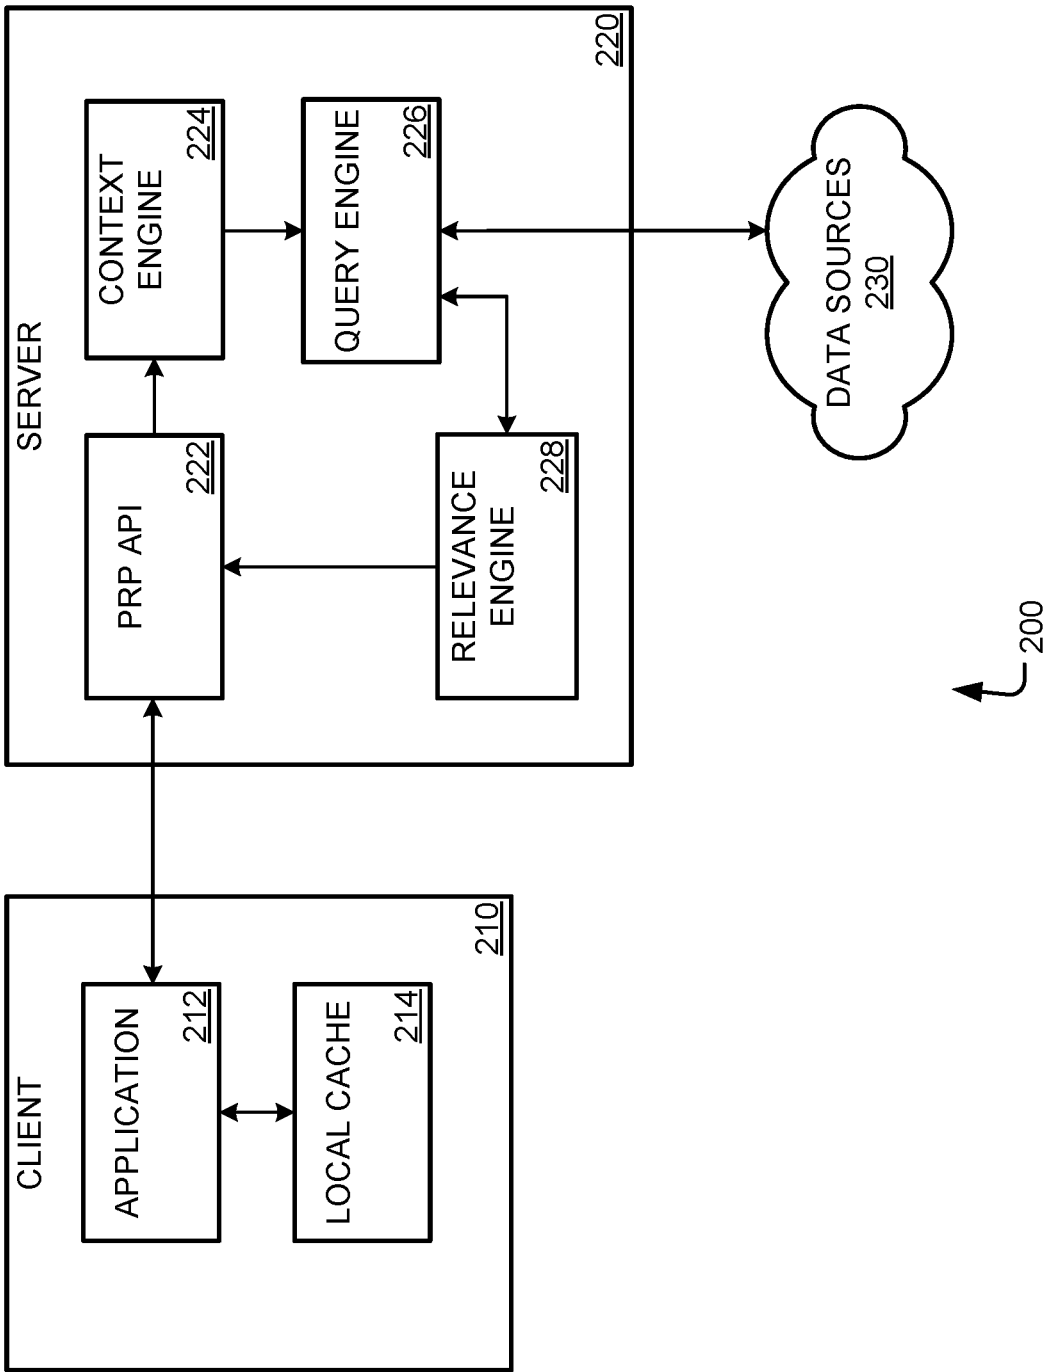 CLIENT
APPLICATION
212
LOCAL CACHE
214
210
SERVER
PRP API
222
CONTEXT
ENGINE
224
QUERY ENGINE
226
RELEVANCE
ENGINE
228
220
DATA SOURCES
230
200